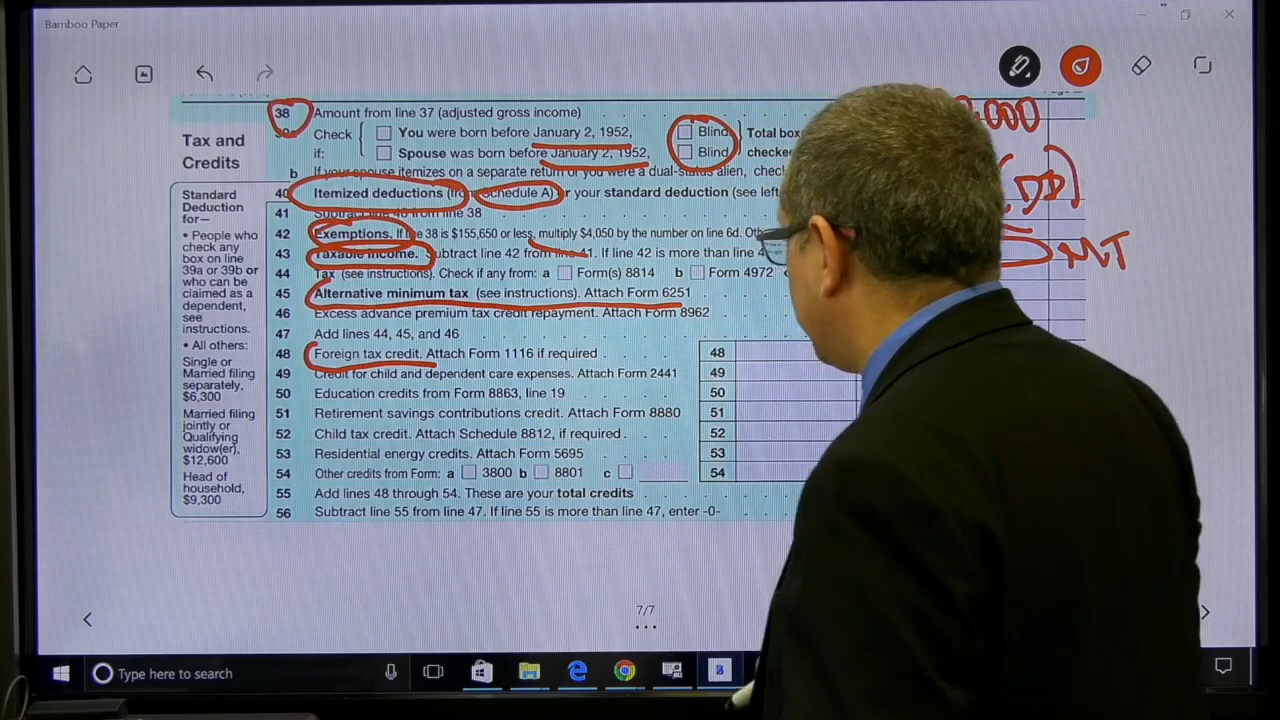 Bamboo Paper
38 Amount from line 37 (adjusted gross income)
000
Tax and
Credits
Check
if:
You were born before January 2, 1952,
Blind
Spouse was born before January 2, 1952,
Blind
Total box
checke
b If your spouse itemizes on a separate return or you were a dual-status alien, chec
40 Itemized deductions (from Schedule A) or your standard deduction (see left
41 Subtract line 40 from line 38
42 Exemptions. If line 38 is $155,650 or less, multiply $4,050 by the number on line 6d. Oth
43 Taxable income. Subtract line 42 from line 41. If line 42 is more than line 4
44 Tax (see instructions). Check if any from: a Form(s) 8814 b Form 4972
45 Alternative minimum tax (see instructions). Attach Form 6251
46 Excess advance premium tax credit repayment. Attach Form 8962
47 Add lines 44, 45, and 46
48 Foreign tax credit. Attach Form 1116 if required 48
49 Credit for child and dependent care expenses. Attach Form 2441 49
50 Education credits from Form 8863, line 19 50
51 Retirement savings contributions credit. Attach Form 8880 51
52 Child tax credit. Attach Schedule 8812, if required 52
53 Residential energy credits. Attach Form 5695 53
54 Other credits from Form: a 3800 b 8801 c 54
55 Add lines 48 through 54. These are your total credits
56 Subtract line 55 from line 47. If line 55 is more than line 47, enter -0-
Standard
Deduction
for—
• People who
check any
box on line
39a or 39b or
who can be
claimed as a
dependent,
see
instructions.
• All others:
Single or
Married filing
separately,
$6,300
Married filing
jointly or
Qualifying
widow(er),
$12,600
Head of
household,
$9,300
7/7
Type here to search